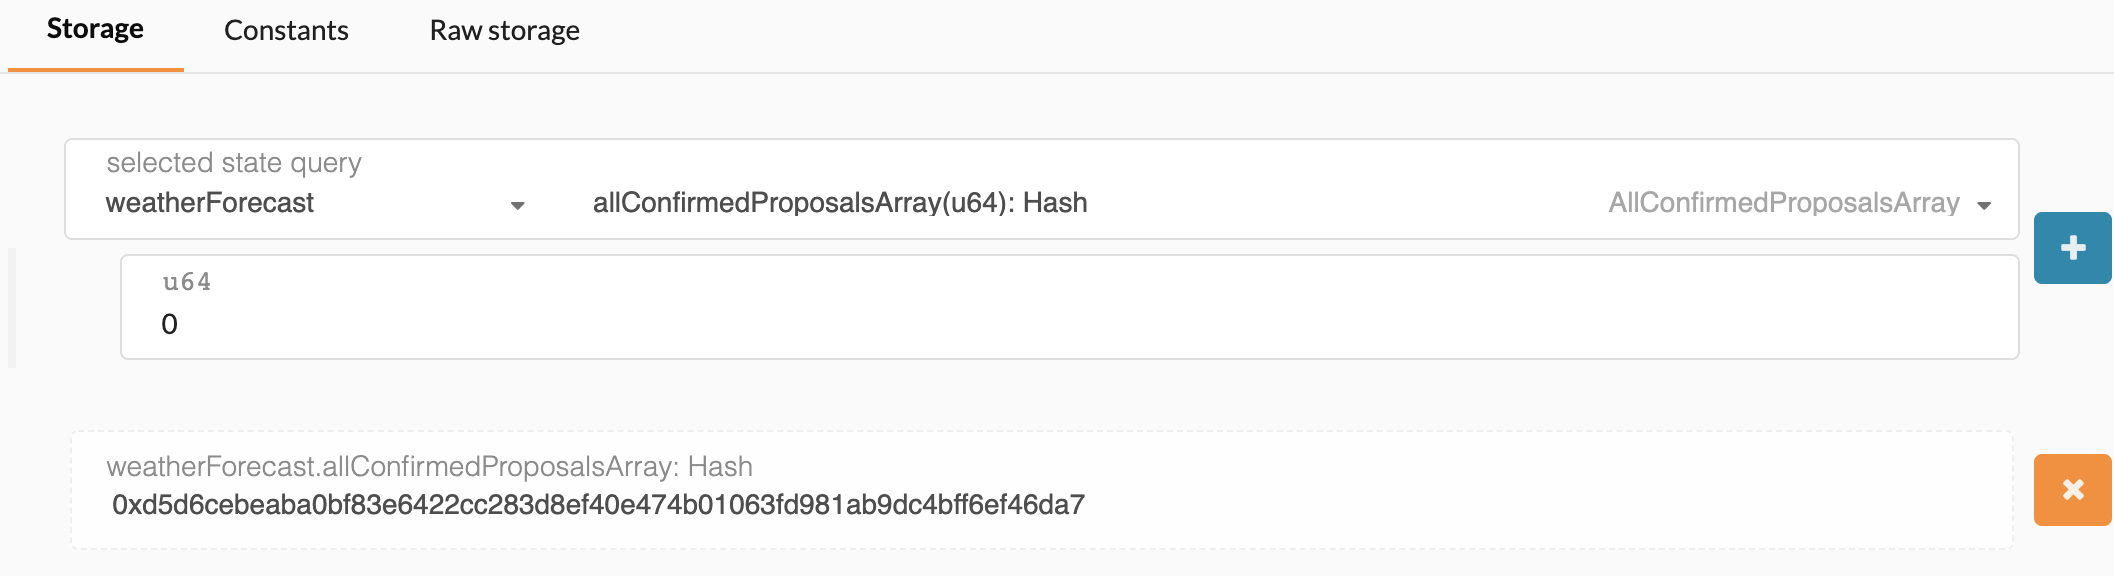 Storage Constants Raw storage
selected state query
weatherForecast allConfirmedProposalsArray(u64): Hash AllConfirmedProposalsArray
u64
0
weatherForecast.allConfirmedProposalsArray: Hash
0xd5d6cebeaba0bf83e6422cc283d8ef40e474b01063fd981ab9dc4bff6ef46da7